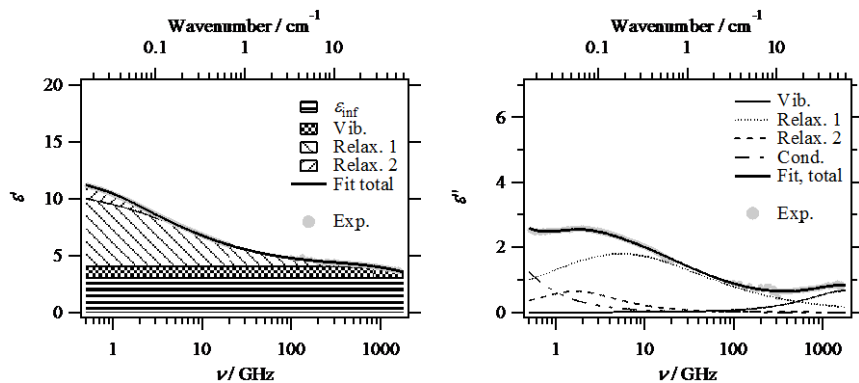 Wavenumber / cm⁻¹
0.1 1 10
20
15
10
5
0
ε'
ε_inf
Vib.
Relax. 1
Relax. 2
Fit total
Exp.
1 10 100 1000
ν / GHz
Wavenumber / cm⁻¹
0.1 1 10
6
4
2
0
ε''
Vib.
Relax. 1
Relax. 2
Cond.
Fit, total
Exp.
1 10 100 1000
ν / GHz